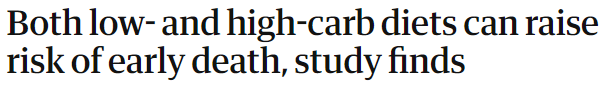 Both low- and high-carb diets can raise
risk of early death, study finds